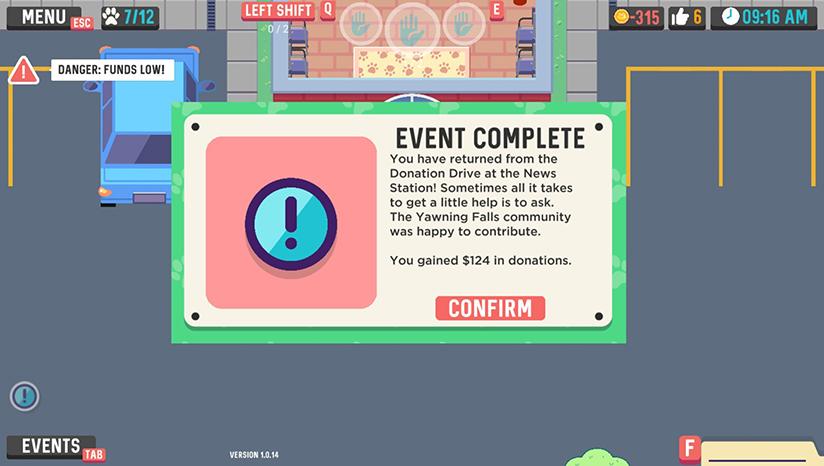 MENU ESC 7/12
LEFT SHIFT Q E
0/2
-315 6 09:16 AM
DANGER: FUNDS LOW!
EVENT COMPLETE
You have returned from the
Donation Drive at the News
Station! Sometimes all it takes
to get a little help is to ask.
The Yawning Falls community
was happy to contribute.
You gained $124 in donations.
CONFIRM
EVENTS TAB
VERSION 1.0.14
F